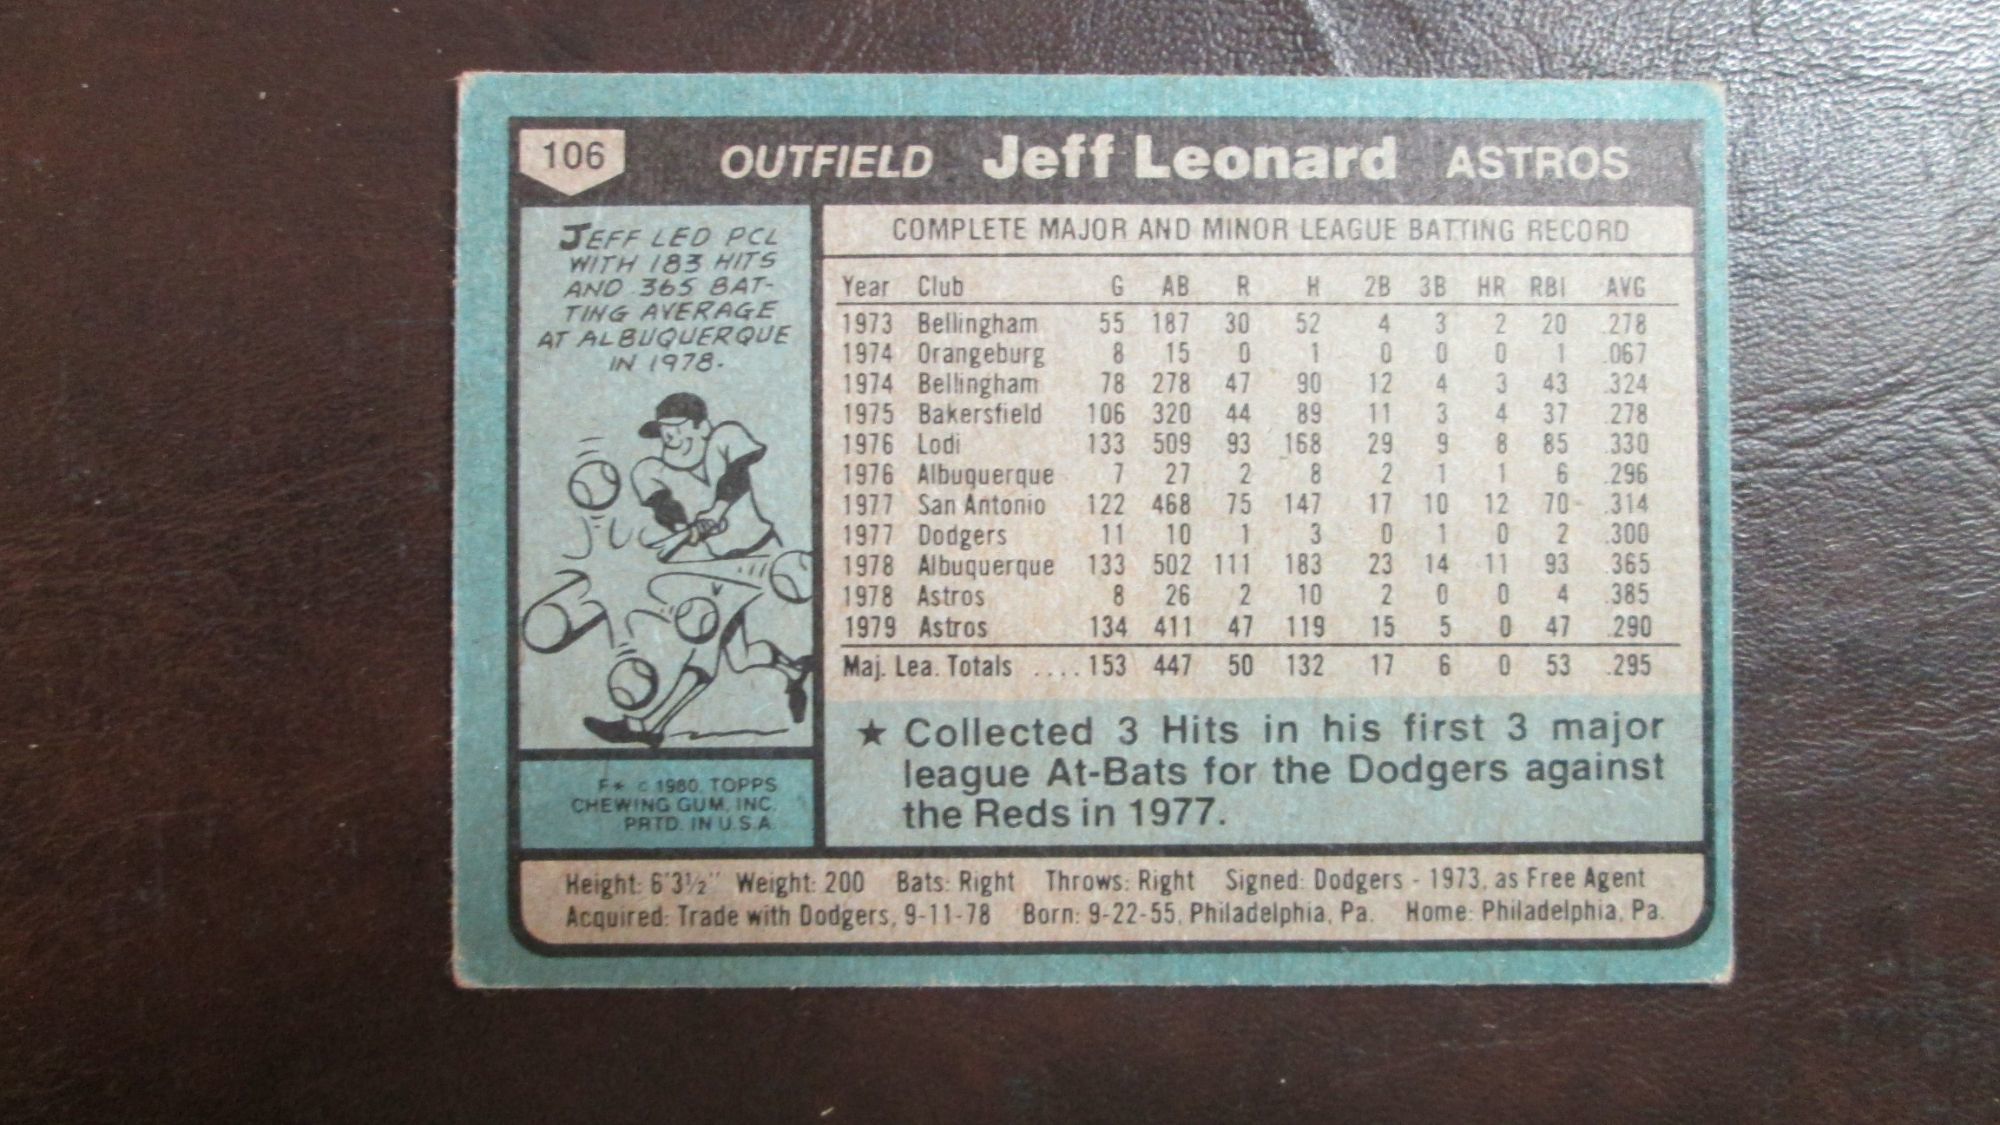 106 OUTFIELD Jeff Leonard ASTROS
JEFF LED PCL
WITH 183 HITS
AND .365 BAT-
TING AVERAGE
AT ALBUQUERQUE
IN 1978.
F* © 1980 TOPPS
CHEWING GUM, INC.
PRTD. IN U.S.A.
COMPLETE MAJOR AND MINOR LEAGUE BATTING RECORD
Year Club G AB R H 2B 3B HR RBI AVG
1973 Bellingham 55 187 30 52 4 3 2 20 .278
1974 Orangeburg 8 15 0 1 0 0 0 1 .067
1974 Bellingham 78 278 47 90 12 4 3 43 .324
1975 Bakersfield 106 320 44 89 11 3 4 37 .278
1976 Lodi 133 509 93 168 29 9 8 85 .330
1976 Albuquerque 7 27 2 8 2 1 1 6 .296
1977 San Antonio 122 468 75 147 17 10 12 70 .314
1977 Dodgers 11 10 1 3 0 1 0 2 .300
1978 Albuquerque 133 502 111 183 23 14 11 93 .365
1978 Astros 8 26 2 10 2 0 0 4 .385
1979 Astros 134 411 47 119 15 5 0 47 .290
Maj. Lea. Totals .... 153 447 50 132 17 6 0 53 .295
★ Collected 3 Hits in his first 3 major
league At-Bats for the Dodgers against
the Reds in 1977.
Height: 6'3½" Weight: 200 Bats: Right Throws: Right Signed: Dodgers - 1973, as Free Agent
Acquired: Trade with Dodgers, 9-11-78 Born: 9-22-55, Philadelphia, Pa. Home: Philadelphia, Pa.